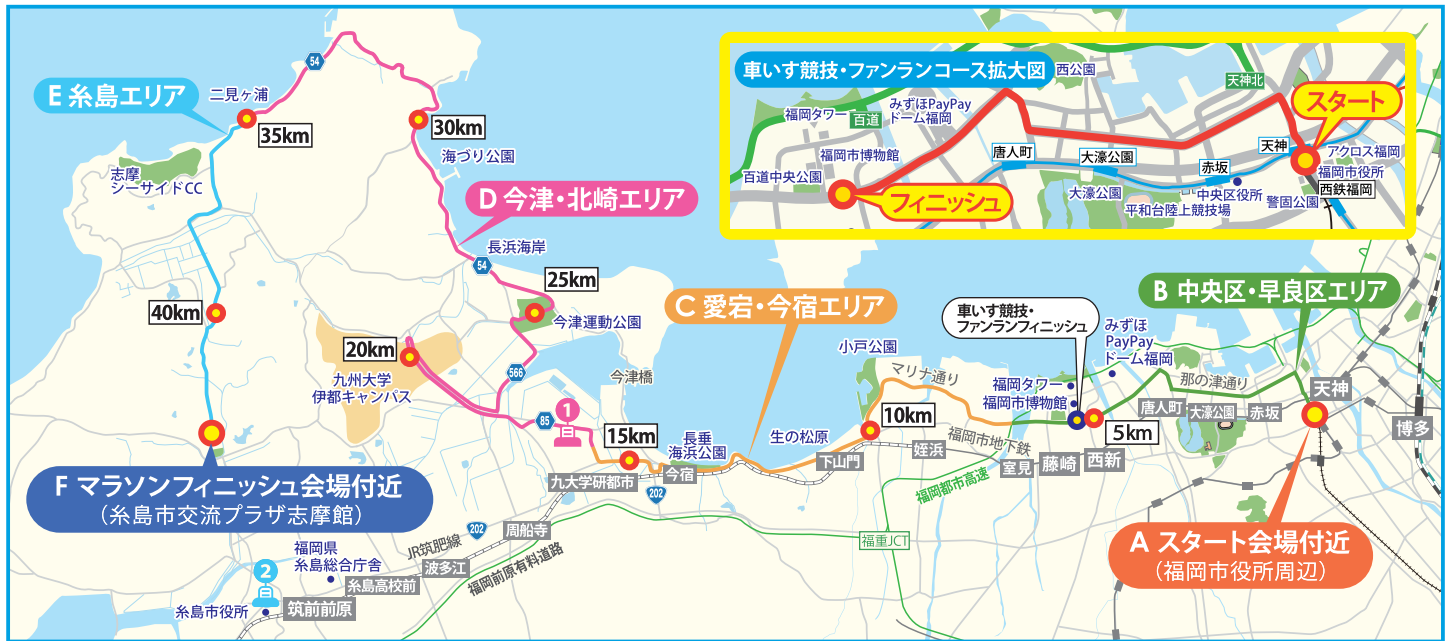 E 糸島エリア
二見ヶ浦
35km
54
30km
海づり公園
志摩
シーサイドCC
D 今津・北崎エリア
長浜海岸
54
25km
今津運動公園
40km
20km
九州大学
伊都キャンパス
566
今津橋
85
1
15km
九大学研都市
今宿
長垂
海浜公園
202
生の松原
C 愛宕・今宿エリア
小戸公園
マリナ通り
10km
下山門
姪浜
福岡市地下鉄
室見
藤崎
西新
福岡都市高速
福重JCT
車いす競技・
ファンランフィニッシュ
福岡タワー
福岡市博物館
みずほ
PayPay
ドーム福岡
5km
B 中央区・早良区エリア
那の津通り
唐人町
大濠公園
赤坂
天神
博多
A スタート会場付近
(福岡市役所周辺)
F マラソンフィニッシュ会場付近
(糸島市交流プラザ志摩館)
202
周船寺
JR筑肥線
波多江
福岡前原有料道路
福岡県
糸島総合庁舎
糸島高校前
2
糸島市役所
筑前前原
車いす競技・ファンランコース拡大図
西公園
天神北
スタート
福岡タワー
百道
みずほPayPay
ドーム福岡
福岡市博物館
百道中央公園
フィニッシュ
唐人町
大濠公園
大濠公園
赤坂
中央区役所
平和台陸上競技場
天神
アクロス福岡
福岡市役所
西鉄福岡
警固公園